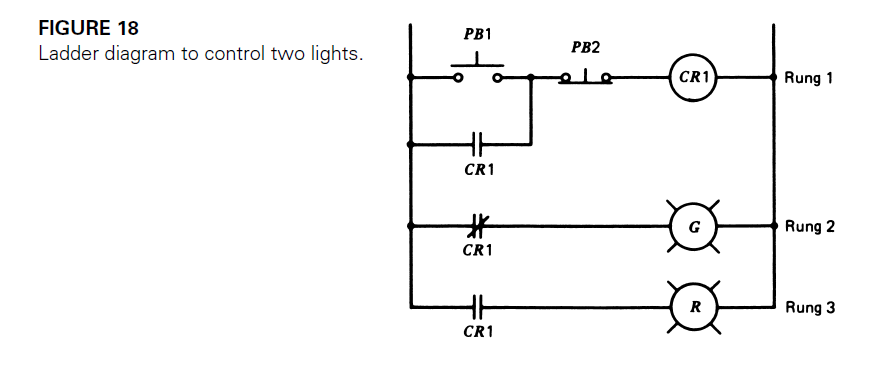 FIGURE 18
Ladder diagram to control two lights.
PB1
PB2
CR1
Rung 1
CR1
G
Rung 2
CR1
R
Rung 3
CR1